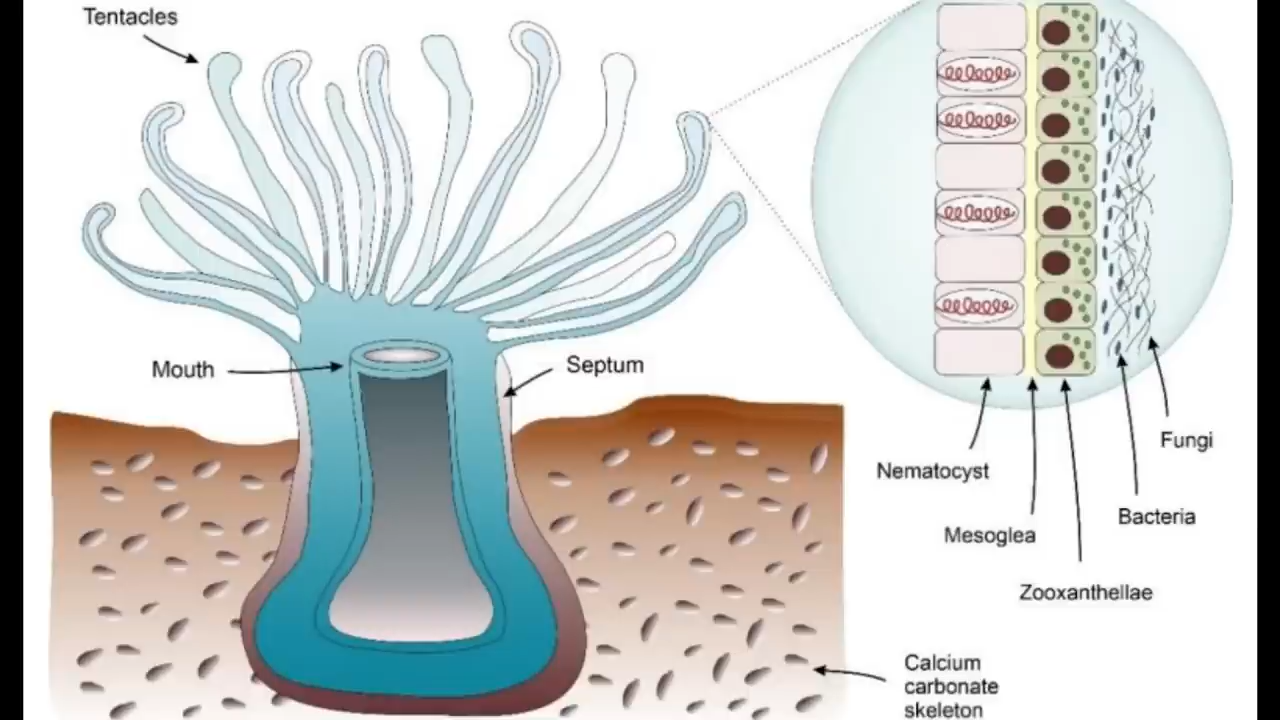 Tentacles
Mouth
Septum
Nematocyst
Mesoglea
Zooxanthellae
Bacteria
Fungi
Calcium
carbonate
skeleton